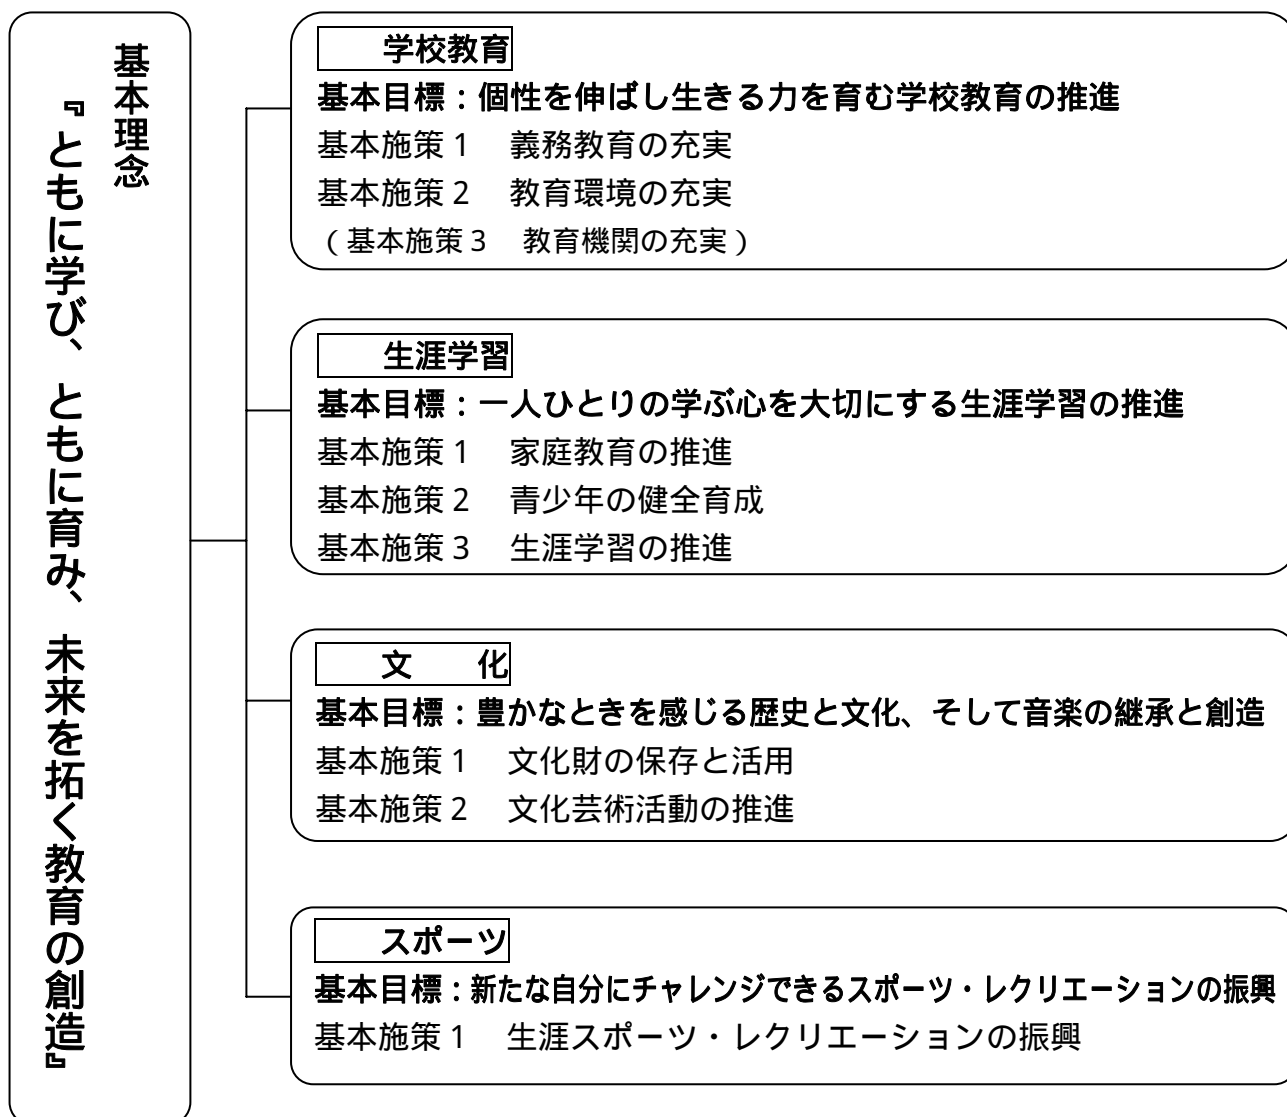 基本理念
『ともに学び、ともに育み、未来を拓く教育の創造』
学校教育
基本目標：個性を伸ばし生きる力を育む学校教育の推進
基本施策１　義務教育の充実
基本施策２　教育環境の充実
（基本施策３　教育機関の充実）
生涯学習
基本目標：一人ひとりの学ぶ心を大切にする生涯学習の推進
基本施策１　家庭教育の推進
基本施策２　青少年の健全育成
基本施策３　生涯学習の推進
文　　化
基本目標：豊かなときを感じる歴史と文化、そして音楽の継承と創造
基本施策１　文化財の保存と活用
基本施策２　文化芸術活動の推進
スポーツ
基本目標：新たな自分にチャレンジできるスポーツ・レクリエーションの振興
基本施策１　生涯スポーツ・レクリエーションの振興